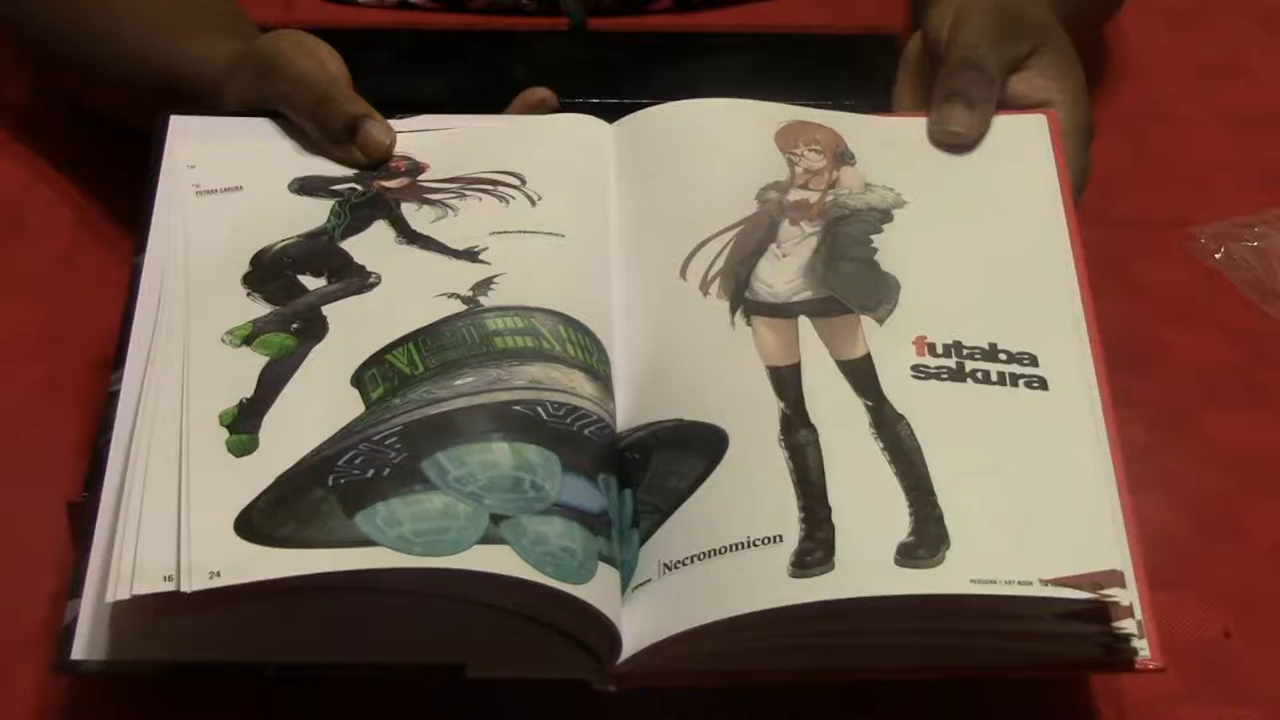 FUTABA SAKURA
futaba
sakura
Necronomicon
16
24
PERSONA 5 ART BOOK